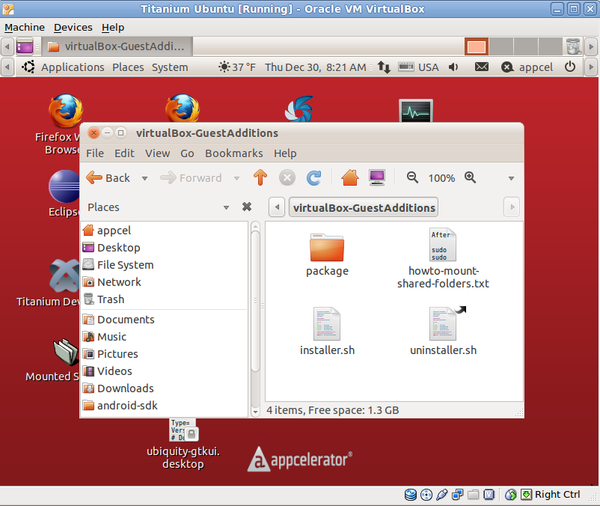 Titanium Ubuntu [Running] - Oracle VM VirtualBox
Machine Devices Help
virtualBox-GuestAddi...
Applications Places System 37 °F Thu Dec 30, 8:21 AM USA appcel
Firefox W
Browse
virtualBox-GuestAdditions
File Edit View Go Bookmarks Help
Back Forward 100%
Places
virtualBox-GuestAdditions
Eclips
appcel
Desktop
File System
Network
Trash
Documents
Music
Pictures
Videos
Downloads
android-sdk
Titanium Dev
Mounted S
After
sudo
sudo
package
howto-mount-
shared-folders.txt
installer.sh
uninstaller.sh
4 items, Free space: 1.3 GB
Type=
Vers
# D
ubiquity-gtkui.
desktop
appcelerator®
Right Ctrl